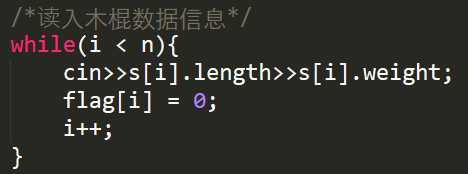 /*读入木棍数据信息*/
while(i < n){
    cin>>s[i].length>>s[i].weight;
    flag[i] = 0;
    i++;
}